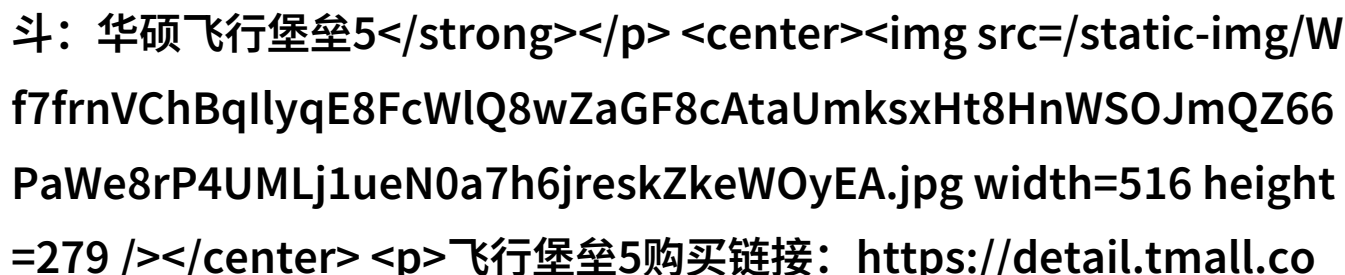 斗：华硕飞行堡垒5</strong></p> <center><img src=/static-img/W
f7frnVChBqIlyqE8FcWlQ8wZaGF8cAtaUmksxHt8HnWSOJmQZ66
PaWe8rP4UMLj1ueN0a7h6jreskZkeWOyEA.jpg width=516 height
=279 /></center> <p>飞行堡垒5购买链接：https://detail.tmall.co